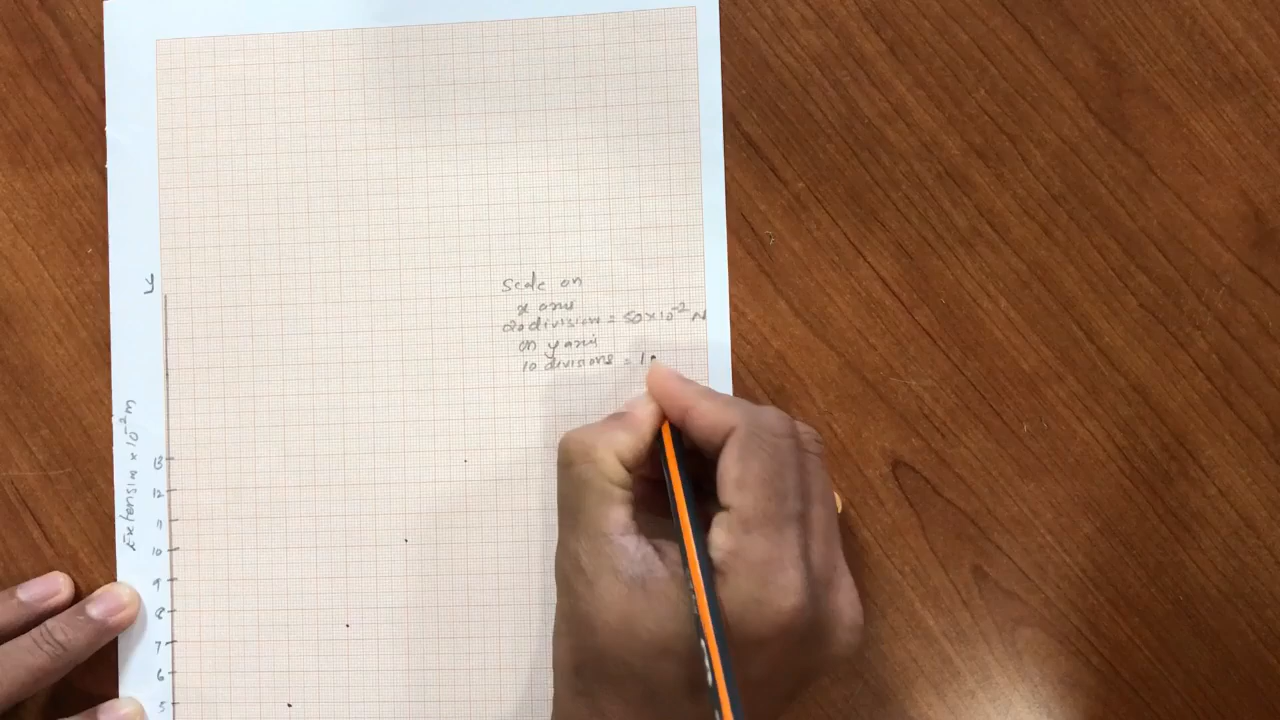 Y
Scale on
x axis
20 division = 50 × 10⁻² N
on y axis
10 divisions = 1
Extension × 10⁻² m
13
12
11
10
9
8
7
6
5